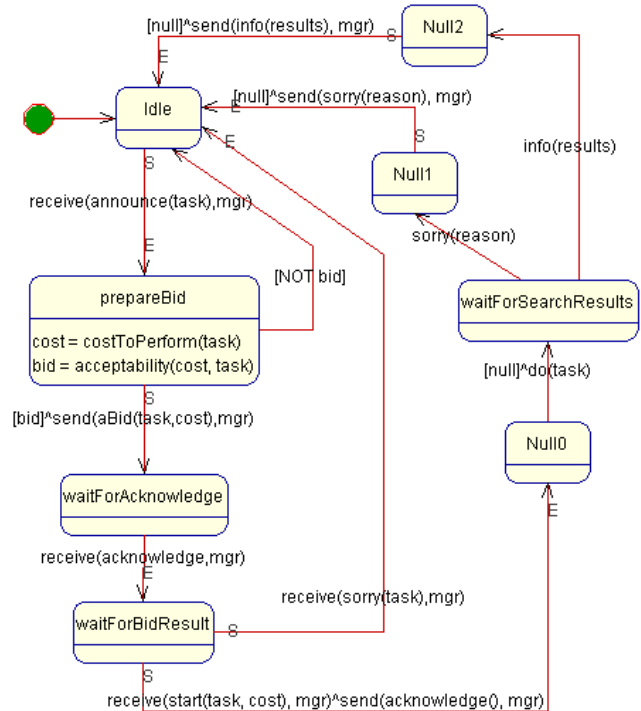 [null]^send(info(results), mgr)
S
Null2
E
[null]^send(sorry(reason), mgr)
Idle
E
E
S
S
Null1
info(results)
receive(announce(task),mgr)
sorry(reason)
E
[NOT bid]
prepareBid
waitForSearchResults
cost = costToPerform(task)
bid = acceptability(cost, task)
[null]^do(task)
S
[bid]^send(aBid(task,cost),mgr)
Null0
waitForAcknowledge
E
receive(acknowledge,mgr)
E
receive(sorry(task),mgr)
waitForBidResult
S
S
receive(start(task, cost), mgr)^send(acknowledge(), mgr)